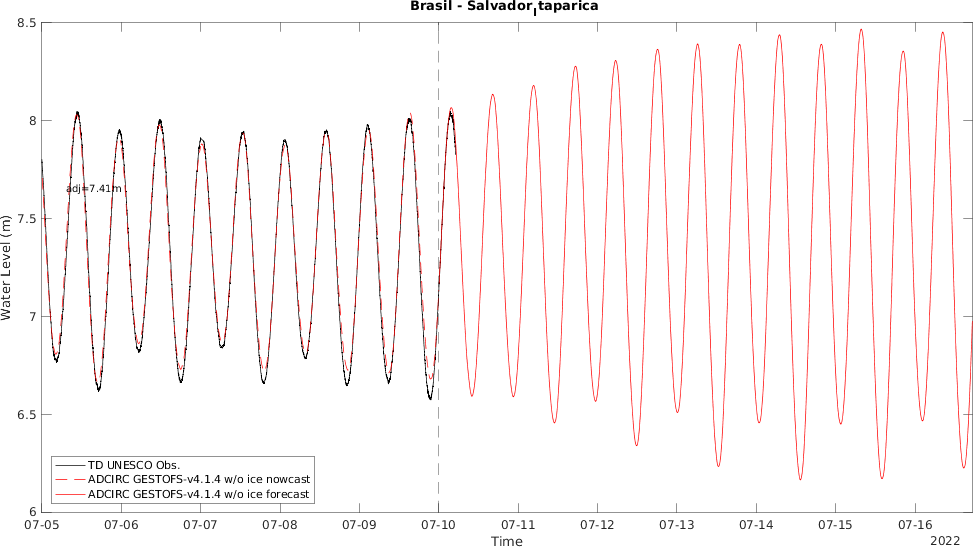 Brasil - Salvador_Itaparica
8.5
8
7.5
7
6.5
6
Water Level (m)
adj=7.41m
TD UNESCO Obs.
ADCIRC GESTOFS-v4.1.4 w/o ice nowcast
ADCIRC GESTOFS-v4.1.4 w/o ice forecast
07-05 07-06 07-07 07-08 07-09 07-10 07-11 07-12 07-13 07-14 07-15 07-16
Time
2022